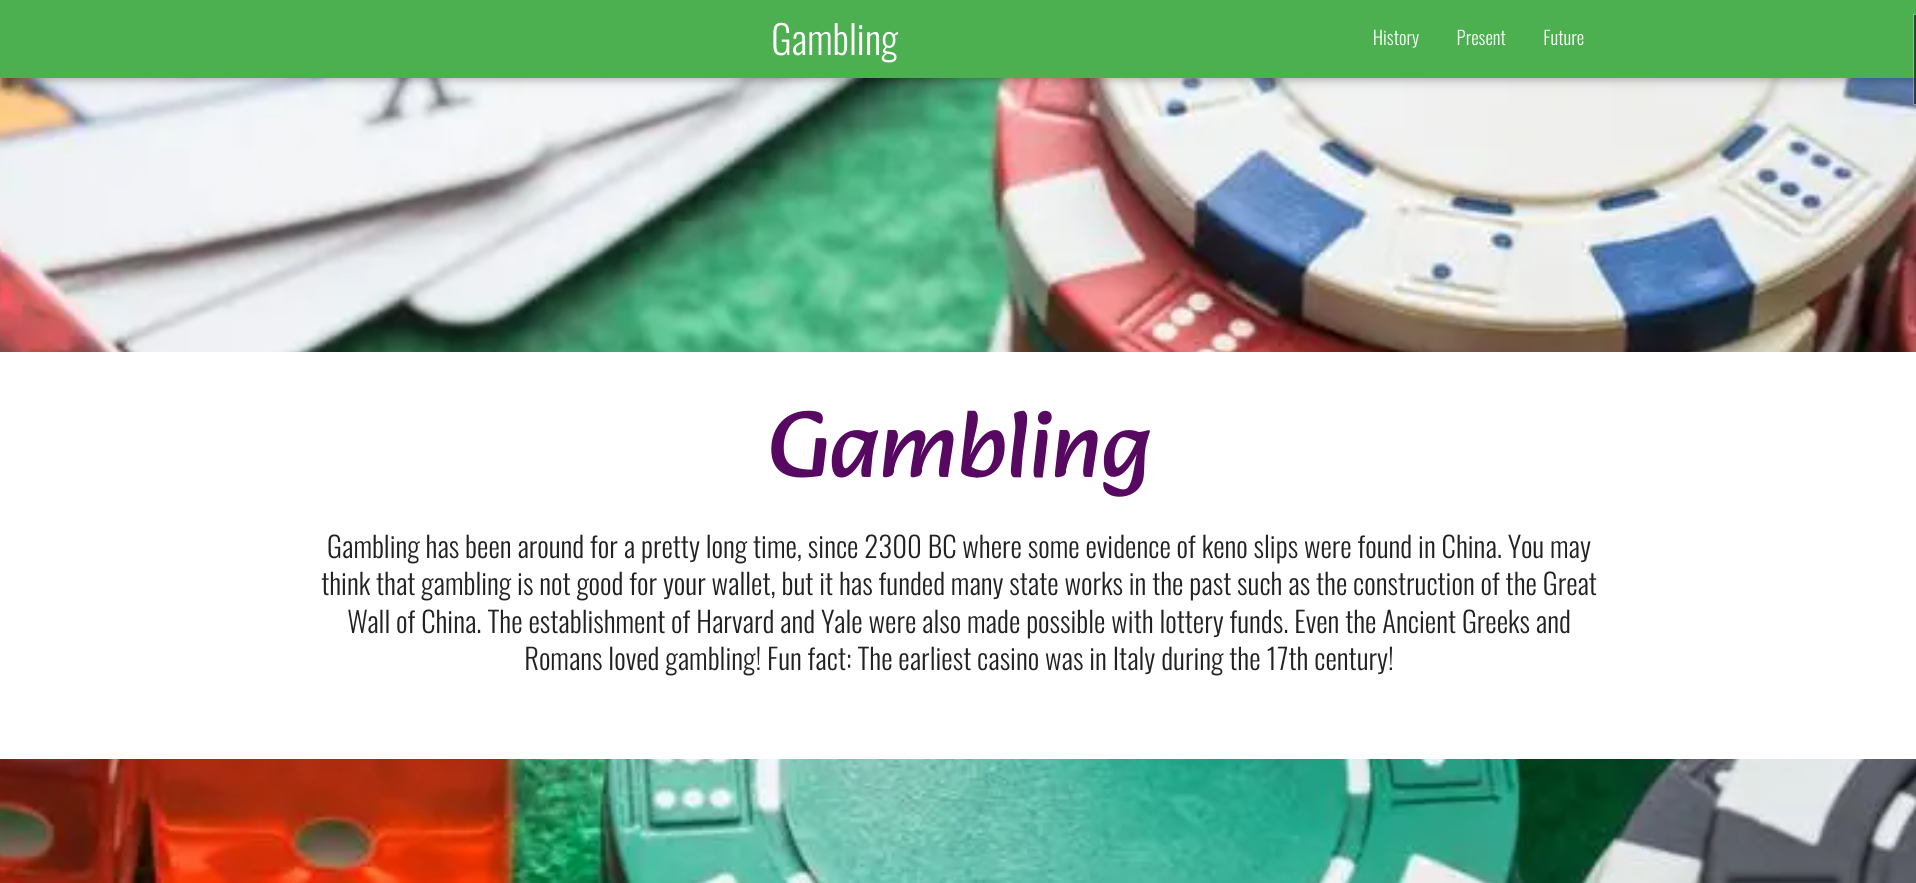 Gambling
History Present Future
Gambling
Gambling has been around for a pretty long time, since 2300 BC where some evidence of keno slips were found in China. You may
think that gambling is not good for your wallet, but it has funded many state works in the past such as the construction of the Great
Wall of China. The establishment of Harvard and Yale were also made possible with lottery funds. Even the Ancient Greeks and
Romans loved gambling! Fun fact: The earliest casino was in Italy during the 17th century!